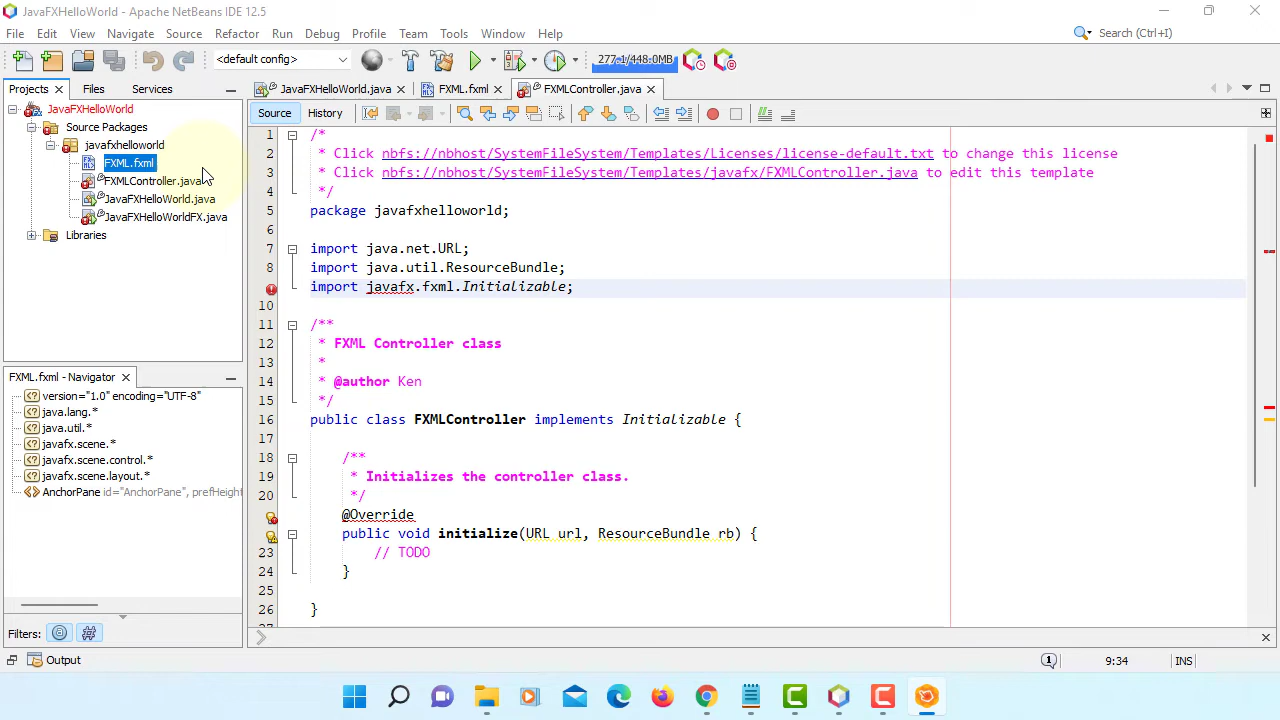 JavaFXHelloWorld - Apache NetBeans IDE 12.5
File Edit View Navigate Source Refactor Run Debug Profile Team Tools Window Help
Search (Ctrl+I)
<default config>
277.1/448.0MB
Projects Files Services
JavaFXHelloWorld.java FXML.fxml FXMLController.java
JavaFXHelloWorld
Source Packages
javafxhelloworld
FXML.fxml
FXMLController.java
JavaFXHelloWorld.java
JavaFXHelloWorldFX.java
Libraries
FXML.fxml - Navigator
version="1.0" encoding="UTF-8"
java.lang.*
java.util.*
javafx.scene.*
javafx.scene.control.*
javafx.scene.layout.*
AnchorPane id="AnchorPane", prefHeight
Filters:
Source History
1 /*
2 * Click nbfs://nbhost/SystemFileSystem/Templates/Licenses/license-default.txt to change this license
3 * Click nbfs://nbhost/SystemFileSystem/Templates/javafx/FXMLController.java to edit this template
4 */
5 package javafxhelloworld;
6
7 import java.net.URL;
8 import java.util.ResourceBundle;
import javafx.fxml.Initializable;
10
11 /**
12 * FXML Controller class
13 *
14 * @author Ken
15 */
16 public class FXMLController implements Initializable {
17
18 /**
19 * Initializes the controller class.
20 */
@Override
public void initialize(URL url, ResourceBundle rb) {
23 // TODO
24 }
25
26 }
27
Output
1 9:34 INS